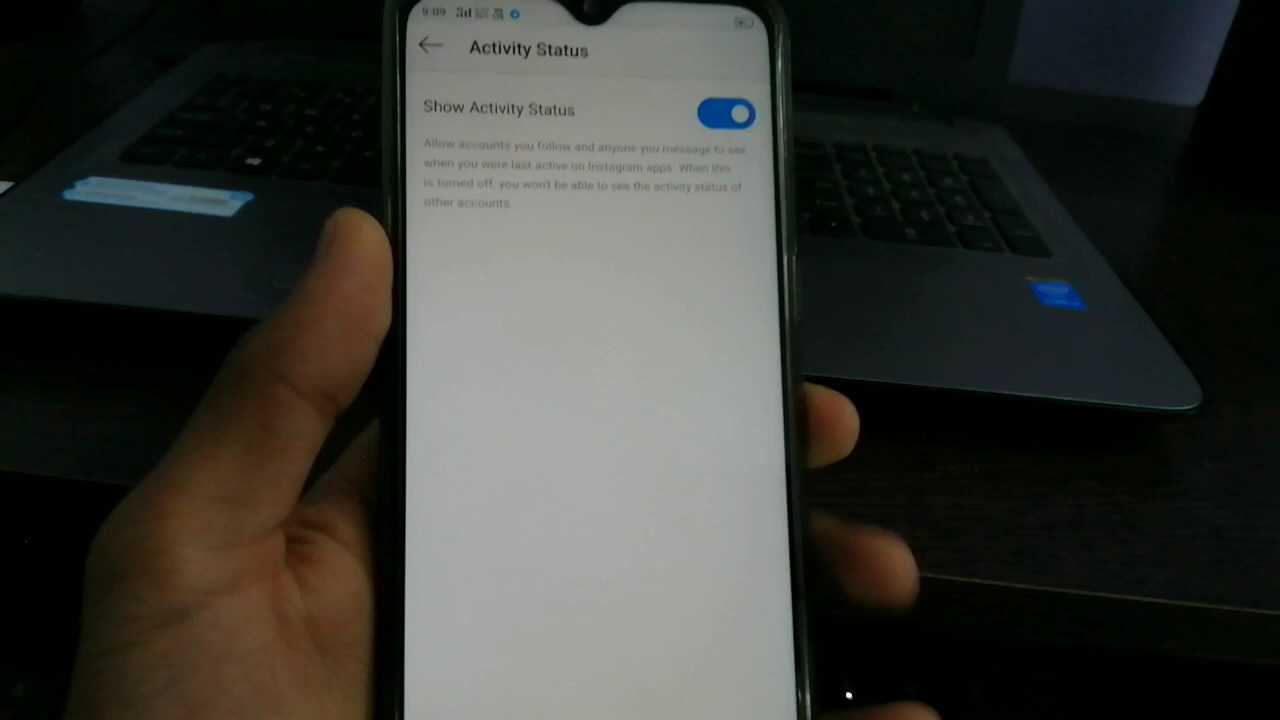 9:09
Activity Status
Show Activity Status
Allow accounts you follow and anyone you message to see
when you were last active on Instagram apps. When this
is turned off, you won't be able to see the activity status of
other accounts.